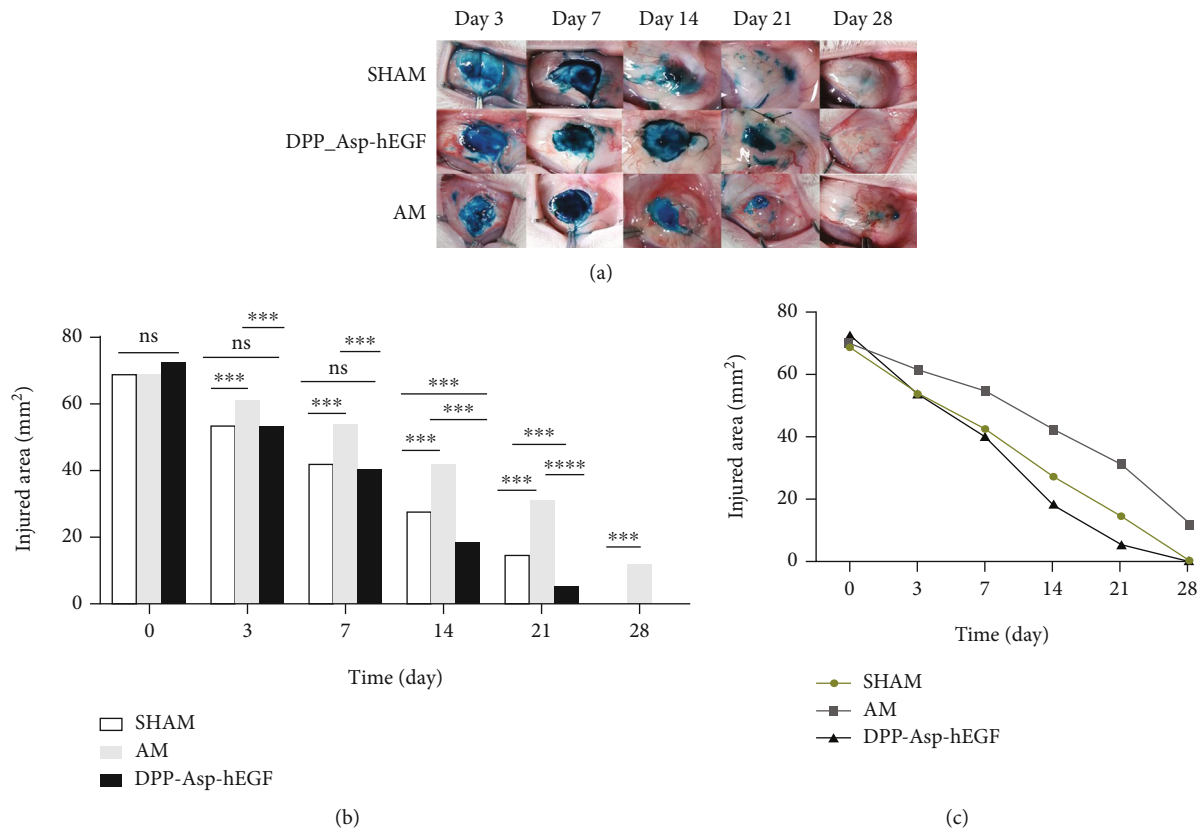 Day 3 Day 7 Day 14 Day 21 Day 28
SHAM
DPP_Asp-hEGF
AM
(a)
Injured area (mm²)
80
60
40
20
0
ns
ns
***
***
ns
***
***
***
***
***
***
****
***
***
0 3 7 14 21 28
Time (day)
SHAM
AM
DPP-Asp-hEGF
(b)
Injured area (mm²)
80
60
40
20
0
0 3 7 14 21 28
Time (day)
SHAM
AM
DPP-Asp-hEGF
(c)